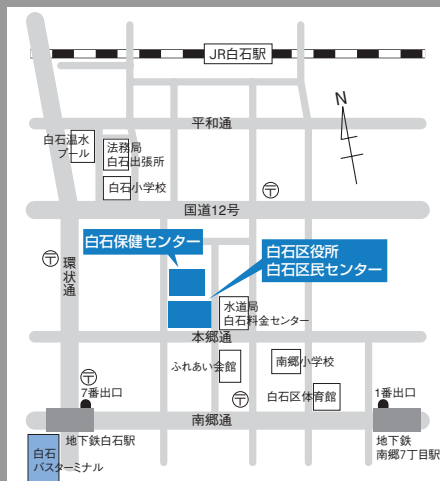 JR白石駅
N
平和通
白石温水
プール
法務局
白石出張所
白石小学校
〒
国道12号
白石保健センター
白石区役所
白石区民センター
〒
環状通
水道局
白石料金センター
本郷通
ふれあい会館
南郷小学校
〒
7番出口
〒
白石区体育館
1番出口
南郷通
地下鉄白石駅
地下鉄
南郷7丁目駅
白石
バスターミナル